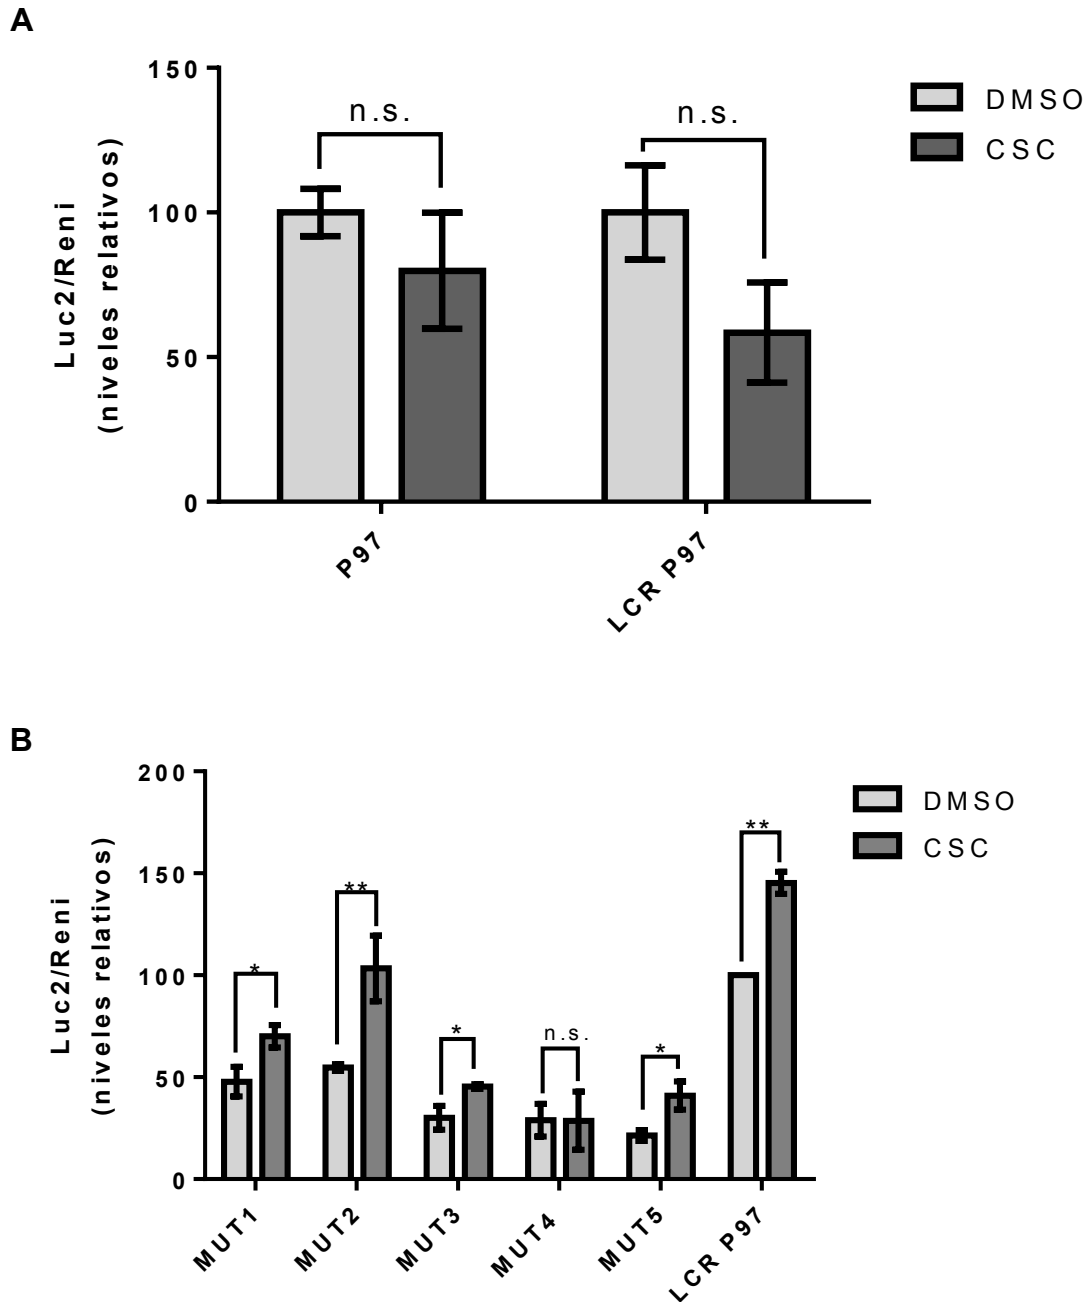 A
150
100
50
0
Luc2/Reni
(niveles relativos)
n.s.
n.s.
DMSO
CSC
P97
LCR P97
B
200
150
100
50
0
Luc2/Reni
(niveles relativos)
*
**
*
n.s.
*
**
DMSO
CSC
MUT1
MUT2
MUT3
MUT4
MUT5
LCR P97